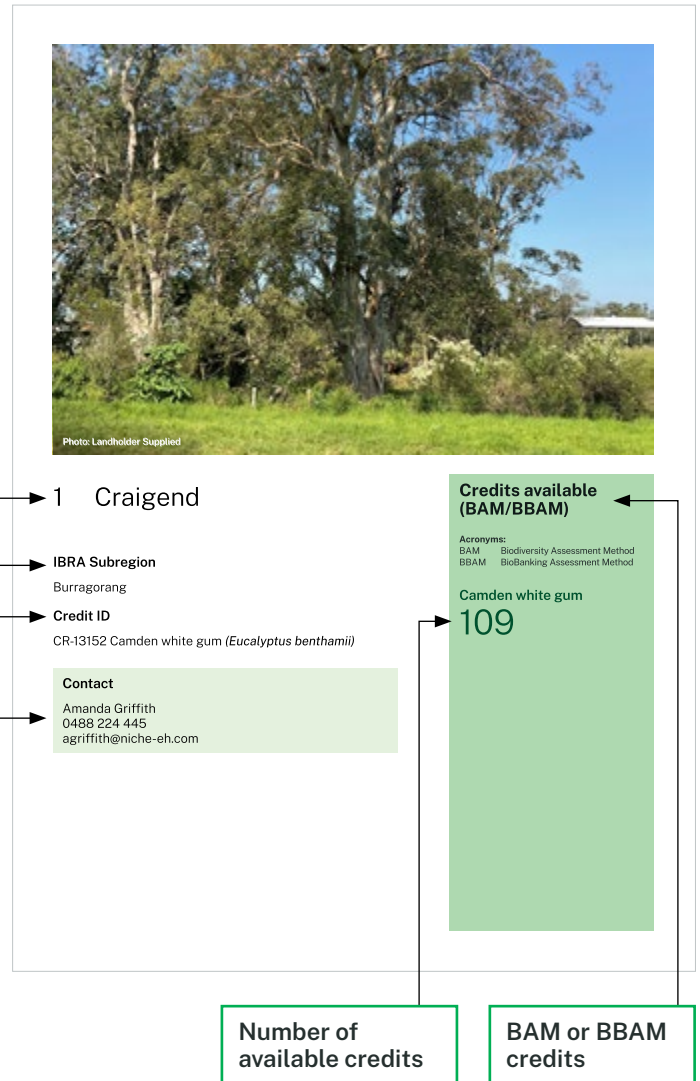 Photo: Landholder Supplied
1 Craigend
IBRA Subregion
Burragorang
Credit ID
CR-13152 Camden white gum (Eucalyptus benthamii)
Contact
Amanda Griffith
0488 224 445
agriffith@niche-eh.com
Credits available
(BAM/BBAM)
Acronyms:
BAM Biodiversity Assessment Method
BBAM BioBanking Assessment Method
Camden white gum
109
Number of
available credits
BAM or BBAM
credits